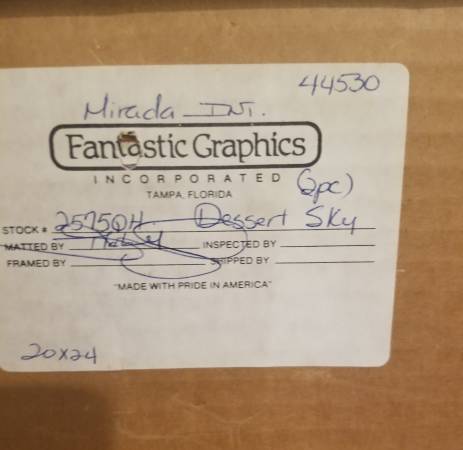 44530
Mirada INT.
Fantastic Graphics
INCORPORATED
TAMPA, FLORIDA (2pc)
STOCK # 25750H Dessert Sky
MATTED BY INSPECTED BY
FRAMED BY SHIPPED BY
"MADE WITH PRIDE IN AMERICA"
20x24